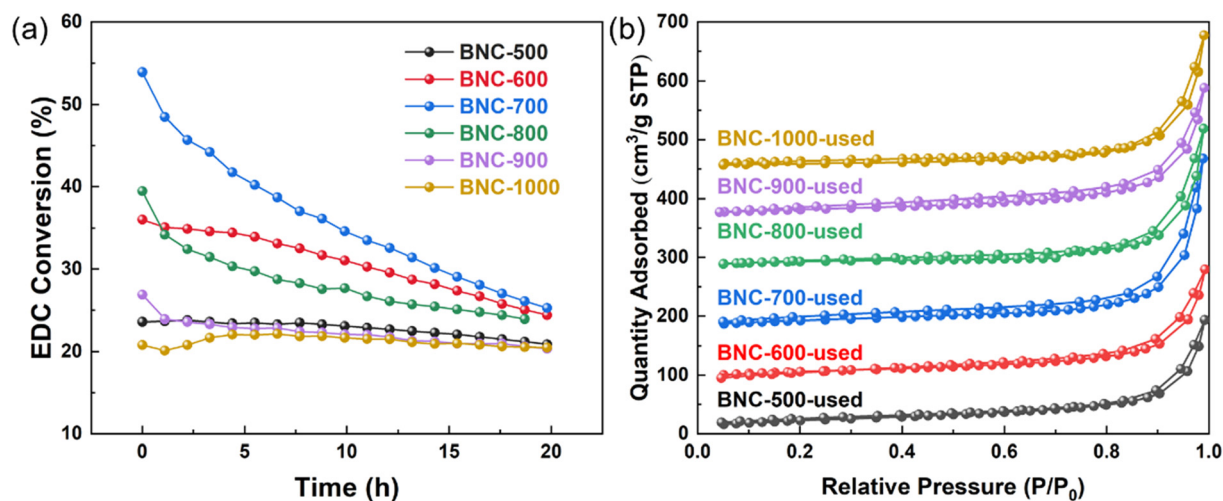 (a)
EDC Conversion (%)
60
50
40
30
20
10
BNC-500
BNC-600
BNC-700
BNC-800
BNC-900
BNC-1000
0
5
10
15
20
Time (h)
(b)
Quantity Adsorbed (cm³/g STP)
700
600
500
400
300
200
100
0
BNC-1000-used
BNC-900-used
BNC-800-used
BNC-700-used
BNC-600-used
BNC-500-used
0.0
0.2
0.4
0.6
0.8
1.0
Relative Pressure (P/P₀)